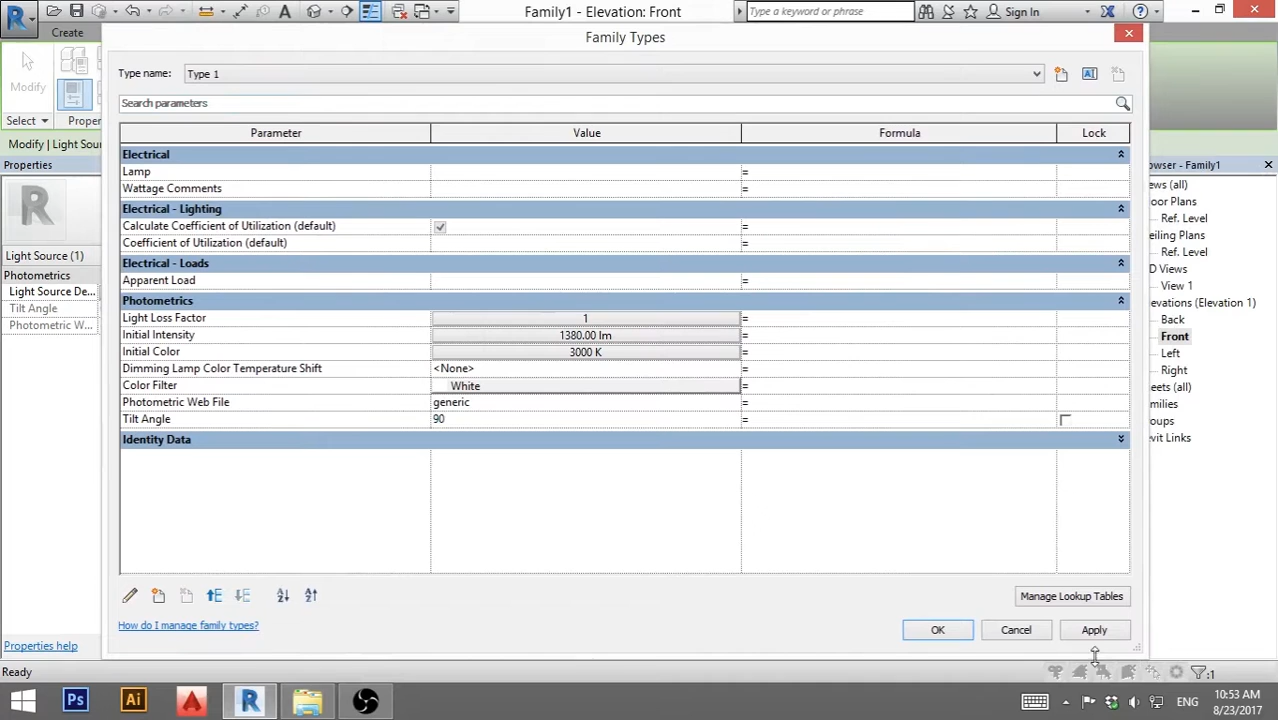 Family1 - Elevation: Front
Type a keyword or phrase
Sign In
Create
Family Types
Modify
Type name:
Type 1
Search parameters
Select
Proper
Parameter
Value
Formula
Lock
Modify | Light Sour
Electrical
Properties
owser - Family1
Lamp
=
Wattage Comments
=
iews (all)
oor Plans
Electrical - Lighting
Ref. Level
Calculate Coefficient of Utilization (default)
=
eiling Plans
Coefficient of Utilization (default)
=
Ref. Level
Light Source (1)
Electrical - Loads
D Views
Photometrics
Apparent Load
=
View 1
Light Source De...
Photometrics
evations (Elevation 1)
Tilt Angle
Light Loss Factor
1
=
Back
Photometric W...
Initial Intensity
1380.00 lm
=
Front
Initial Color
3000 K
=
Left
Dimming Lamp Color Temperature Shift
<None>
=
Right
Color Filter
White
=
eets (all)
Photometric Web File
generic
=
milies
Tilt Angle
90
=
oups
Identity Data
evit Links
Manage Lookup Tables
How do I manage family types?
OK
Cancel
Apply
Properties help
Ready
:1
Ps
Ai
R
ENG
10:53 AM
8/23/2017